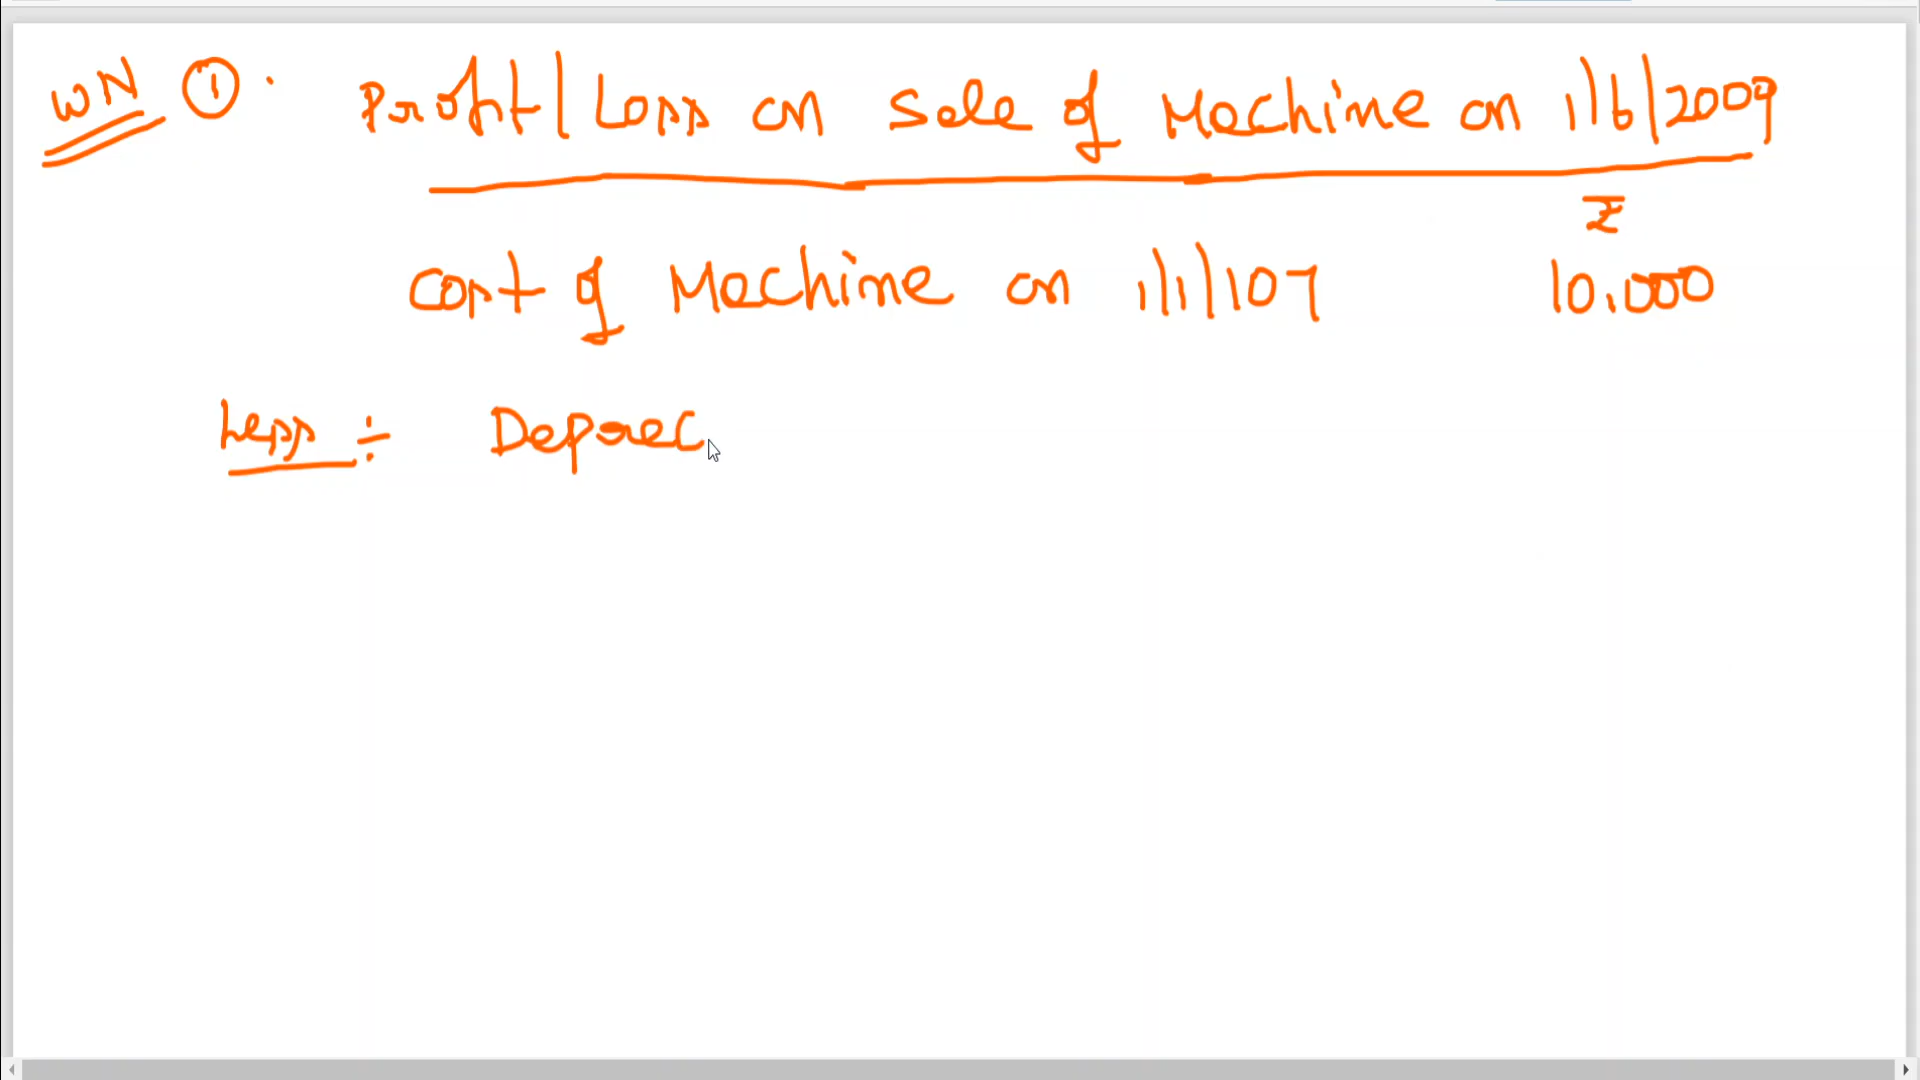 WN ① . Profit | Loss on Sale of Machine on 1/6/2009
₹
Cost of Machine on 1/1/107 10,000
Less ÷ Deprec